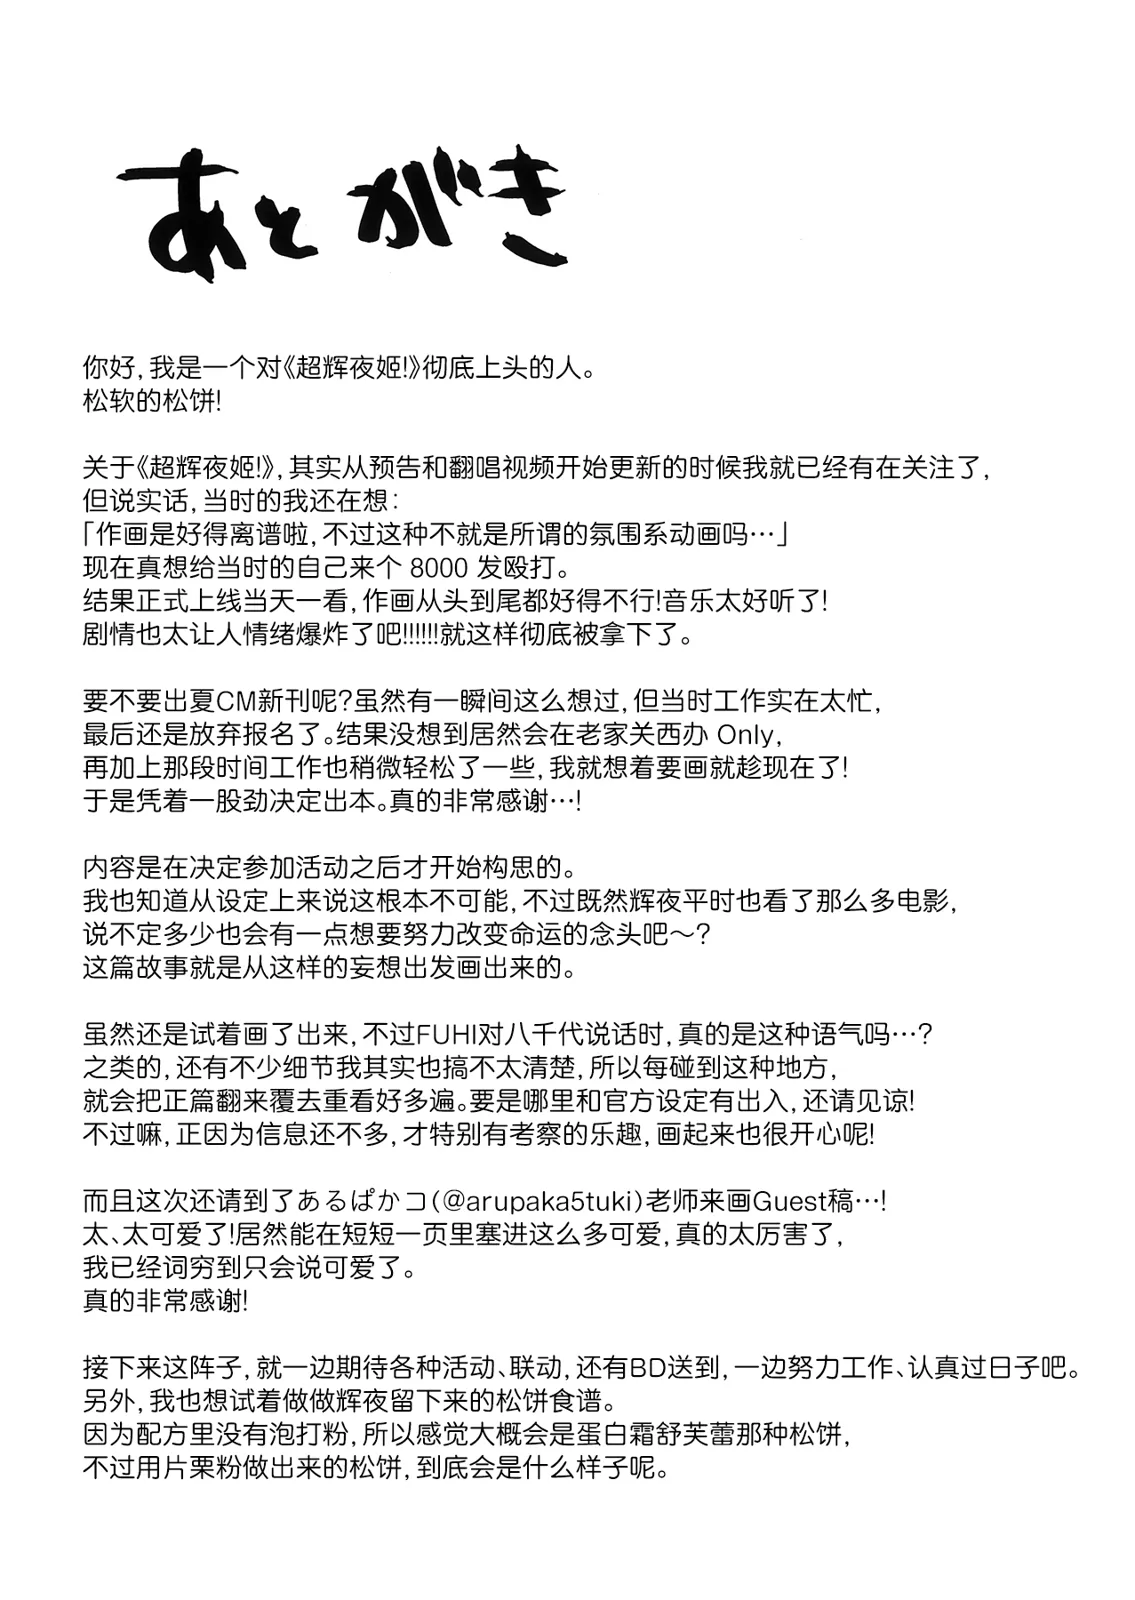 あとがき
你好,我是一个对《超辉夜姬!》彻底上头的人。
松软的松饼!
关于《超辉夜姬!》,其实从预告和翻唱视频开始更新的时候我就已经有在关注了,
但说实话,当时的我还在想:
「作画是好得离谱啦,不过这种不就是所谓的氛围系动画吗…」
现在真想给当时的自己来个 8000 发殴打。
结果正式上线当天一看,作画从头到尾都好得不行!音乐太好听了!
剧情也太让人情绪爆炸了吧!!!!!!就这样彻底被拿下了。
要不要出夏CM新刊呢?虽然有一瞬间这么想过,但当时工作实在太忙,
最后还是放弃报名了。结果没想到居然会在老家关西办 Only,
再加上那段时间工作也稍微轻松了一些,我就想着要画就趁现在了!
于是凭着一股劲决定出本。真的非常感谢…!
内容是在决定参加活动之后才开始构思的。
我也知道从设定上来说这根本不可能,不过既然辉夜平时也看了那么多电影,
说不定多少也会有一点想要努力改变命运的念头吧～?
这篇故事就是从这样的妄想出发画出来的。
虽然还是试着画了出来,不过FUHI对八千代说话时,真的是这种语气吗…?
之类的,还有不少细节我其实也搞不太清楚,所以每碰到这种地方,
就会把正篇翻来覆去重看好多遍。要是哪里和官方设定有出入,还请见谅!
不过嘛,正因为信息还不多,才特别有考察的乐趣,画起来也很开心呢!
而且这次还请到了あるぱかコ(@arupaka5tuki)老师来画Guest稿…!
太、太可爱了!居然能在短短一页里塞进这么多可爱,真的太厉害了,
我已经词穷到只会说可爱了。
真的非常感谢!
接下来这阵子,就一边期待各种活动、联动,还有BD送到,一边努力工作、认真过日子吧。
另外,我也想试着做做辉夜留下来的松饼食谱。
因为配方里没有泡打粉,所以感觉大概会是蛋白霜舒芙蕾那种松饼,
不过用片栗粉做出来的松饼,到底会是什么样子呢。